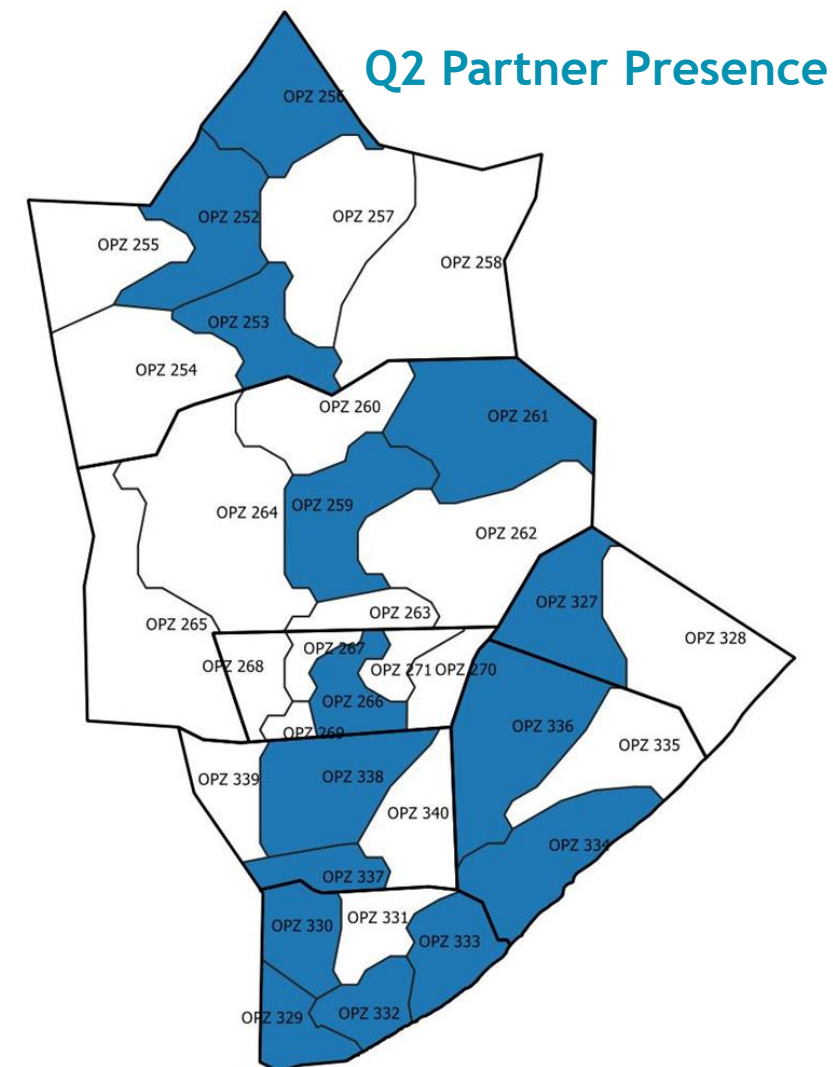 Q2 Partner Presence
OPZ 256
OPZ 252
OPZ 257
OPZ 255
OPZ 258
OPZ 253
OPZ 254
OPZ 260
OPZ 261
OPZ 259
OPZ 264
OPZ 262
OPZ 327
OPZ 263
OPZ 265
OPZ 328
OPZ 267
OPZ 268
OPZ 271
OPZ 270
OPZ 266
OPZ 336
OPZ 269
OPZ 335
OPZ 338
OPZ 339
OPZ 340
OPZ 334
OPZ 337
OPZ 331
OPZ 330
OPZ 333
OPZ 332
OPZ 329